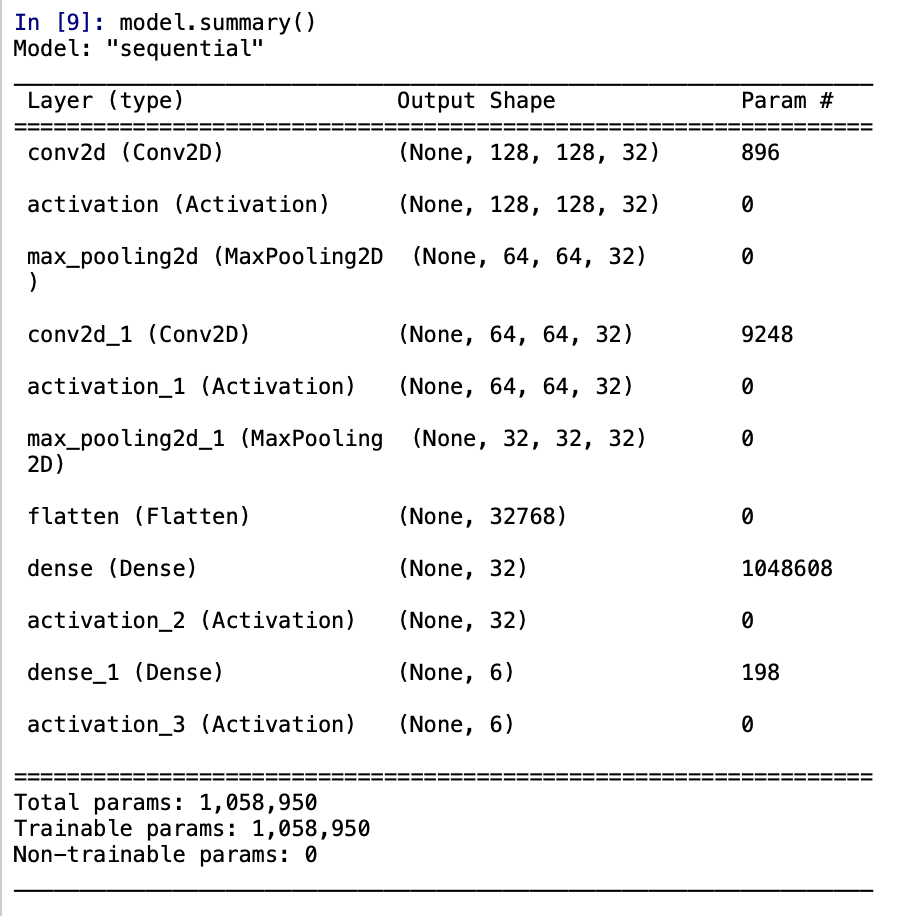 In [9]: model.summary()
Model: "sequential"
Layer (type) Output Shape Param #
=================================================================
conv2d (Conv2D) (None, 128, 128, 32) 896
activation (Activation) (None, 128, 128, 32) 0
max_pooling2d (MaxPooling2D (None, 64, 64, 32) 0
)
conv2d_1 (Conv2D) (None, 64, 64, 32) 9248
activation_1 (Activation) (None, 64, 64, 32) 0
max_pooling2d_1 (MaxPooling (None, 32, 32, 32) 0
2D)
flatten (Flatten) (None, 32768) 0
dense (Dense) (None, 32) 1048608
activation_2 (Activation) (None, 32) 0
dense_1 (Dense) (None, 6) 198
activation_3 (Activation) (None, 6) 0
=================================================================
Total params: 1,058,950
Trainable params: 1,058,950
Non-trainable params: 0